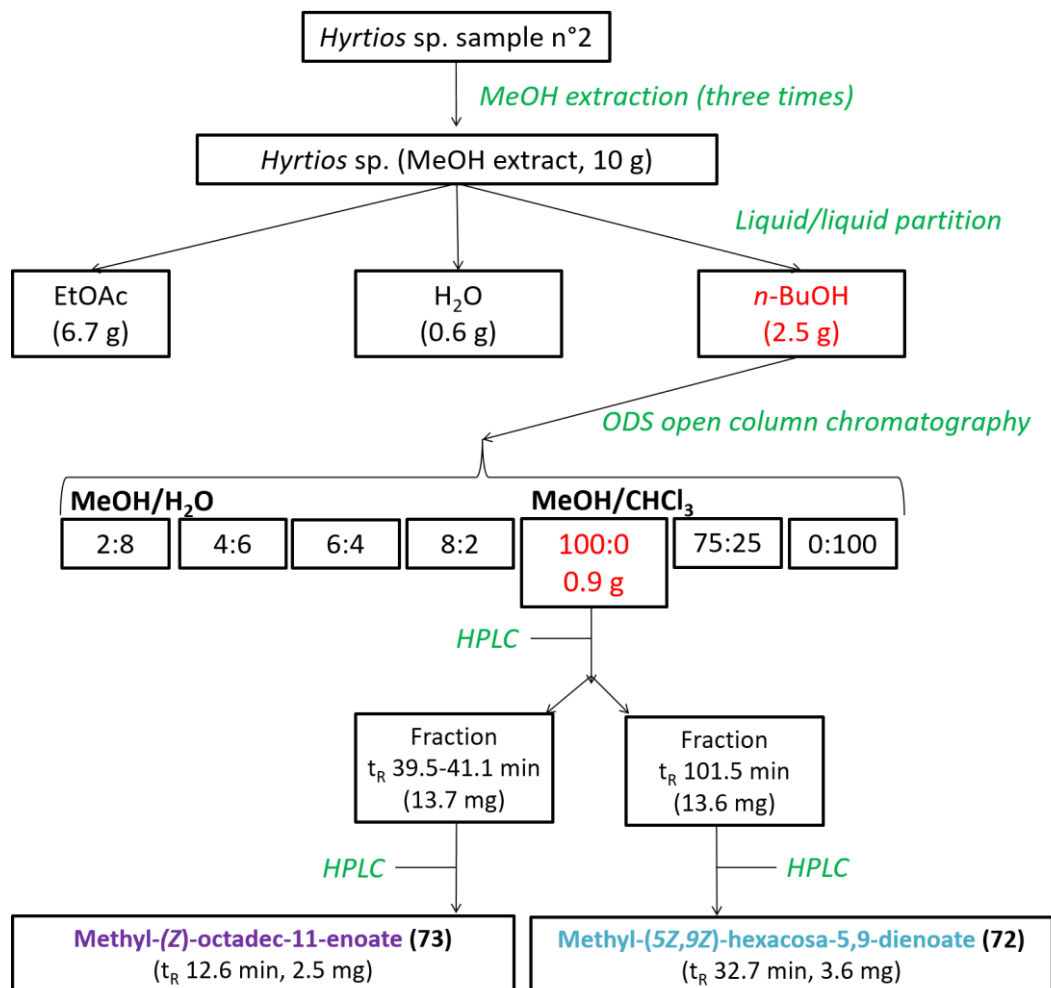 Hyrtios sp. sample n°2
MeOH extraction (three times)
Hyrtios sp. (MeOH extract, 10 g)
Liquid/liquid partition
EtOAc
(6.7 g)
H₂O
(0.6 g)
n-BuOH
(2.5 g)
ODS open column chromatography
MeOH/H₂O
MeOH/CHCl₃
2:8
4:6
6:4
8:2
100:0
0.9 g
75:25
0:100
HPLC
Fraction
tR 39.5-41.1 min
(13.7 mg)
Fraction
tR 101.5 min
(13.6 mg)
HPLC
HPLC
Methyl-(Z)-octadec-11-enoate (73)
(tR 12.6 min, 2.5 mg)
Methyl-(5Z,9Z)-hexacosa-5,9-dienoate (72)
(tR 32.7 min, 3.6 mg)